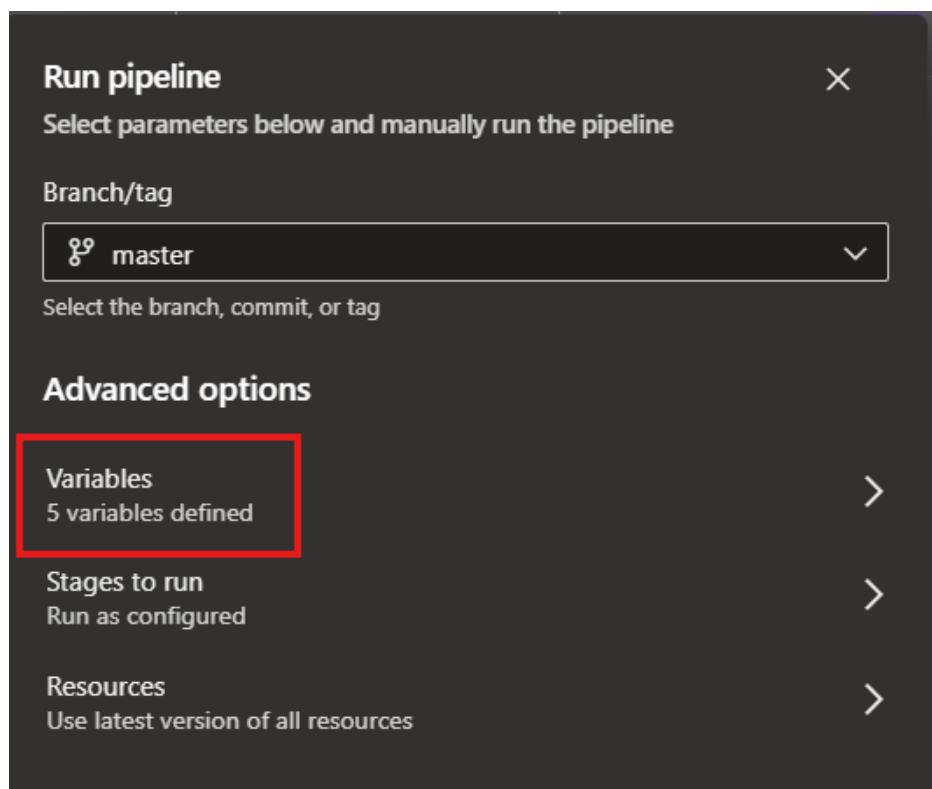 Run pipeline
Select parameters below and manually run the pipeline
Branch/tag
master
Select the branch, commit, or tag
Advanced options
Variables
5 variables defined
Stages to run
Run as configured
Resources
Use latest version of all resources